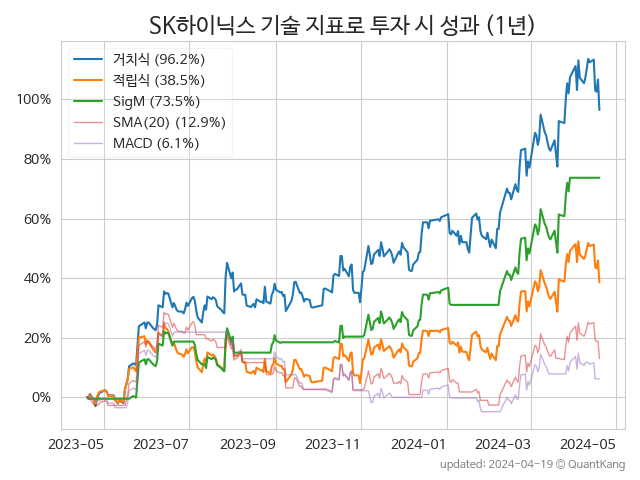 SK하이닉스 기술 지표로 투자 시 성과 (1년)
거치식 (96.2%)
적립식 (38.5%)
SigM (73.5%)
SMA(20) (12.9%)
MACD (6.1%)
100%
80%
60%
40%
20%
0%
2023-05 2023-07 2023-09 2023-11 2024-01 2024-03 2024-05
updated: 2024-04-19 © QuantKang